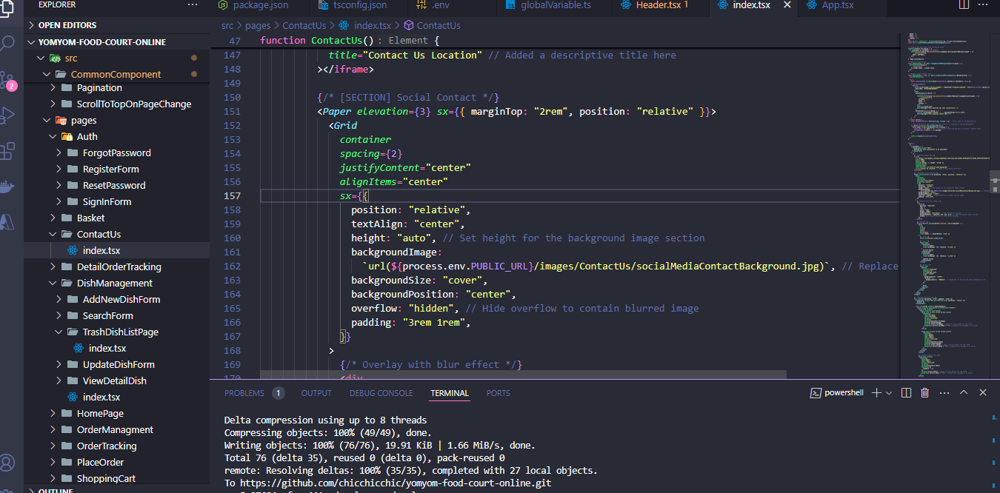 EXPLORER ···
OPEN EDITORS
YOMYOM-FOOD-COURT-ONLINE
src
CommonComponent
Pagination
ScrollToTopOnPageChange
pages
Auth
ForgotPassword
RegisterForm
ResetPassword
SignInForm
Basket
ContactUs
index.tsx
DetailOrderTracking
DishManagement
AddNewDishForm
SearchForm
TrashDishListPage
index.tsx
UpdateDishForm
ViewDetailDish
index.tsx
HomePage
OrderManagment
OrderTracking
PlaceOrder
ShoppingCart
OUTLINE
2
package.json tsconfig.json .env globalVariable.ts Header.tsx 1 index.tsx App.tsx ···
src > pages > ContactUs > index.tsx > ContactUs
47 function ContactUs(): Element {
147 title="Contact Us Location" // Added a descriptive title here
148 ></iframe>
149
150 {/* [SECTION] Social Contact */}
151 <Paper elevation={3} sx={{ marginTop: "2rem", position: "relative" }}>
152 <Grid
153 container
154 spacing={2}
155 justifyContent="center"
156 alignItems="center"
157 sx={{
158 position: "relative",
159 textAlign: "center",
160 height: "auto", // Set height for the background image section
161 backgroundImage:
162 `url(${process.env.PUBLIC_URL}/images/ContactUs/socialMediaContactBackground.jpg)`, // Replace
163 backgroundSize: "cover",
164 backgroundPosition: "center",
165 overflow: "hidden", // Hide overflow to contain blurred image
166 padding: "3rem 1rem",
167 }}
168 >
169 {/* Overlay with blur effect */}
170 <div
PROBLEMS 1 OUTPUT DEBUG CONSOLE TERMINAL PORTS powershell ···
Delta compression using up to 8 threads
Compressing objects: 100% (49/49), done.
Writing objects: 100% (76/76), 19.91 KiB | 1.66 MiB/s, done.
Total 76 (delta 35), reused 0 (delta 0), pack-reused 0
remote: Resolving deltas: 100% (35/35), completed with 27 local objects.
To https://github.com/chicchicchic/yomyom-food-court-online.git